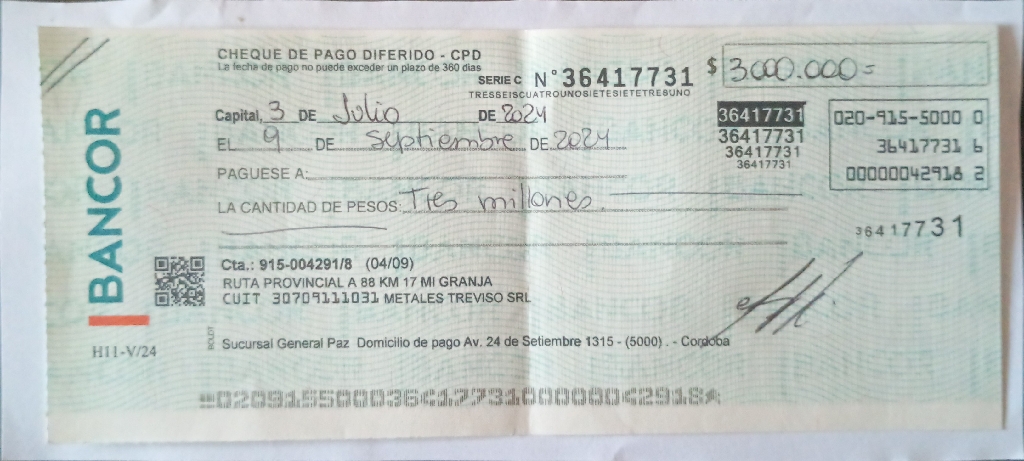 CHEQUE DE PAGO DIFERIDO - CPD
La fecha de pago no puede exceder un plazo de 360 días
SERIE C N° 36417731
TRESSEISCUATROUNOSIETESIETETRESUNO
$ 3.000.000=
Capital, 3 DE Julio DE 2024
EL 9 DE septiembre DE 2024
PAGUESE A:
LA CANTIDAD DE PESOS: Tres millones
36417731
36417731
36417731
36417731
020-915-5000 0
36417731 6
00000042918 2
36417731
BANCOR
H11-V/24
Cta.: 915-004291/8 (04/09)
RUTA PROVINCIAL A 88 KM 17 MI GRANJA
CUIT 30709111031 METALES TREVISO SRL
BOLDT
Sucursal General Paz Domicilio de pago Av. 24 de Setiembre 1315 - (5000) . - Cordoba
02091550003641773100000042918